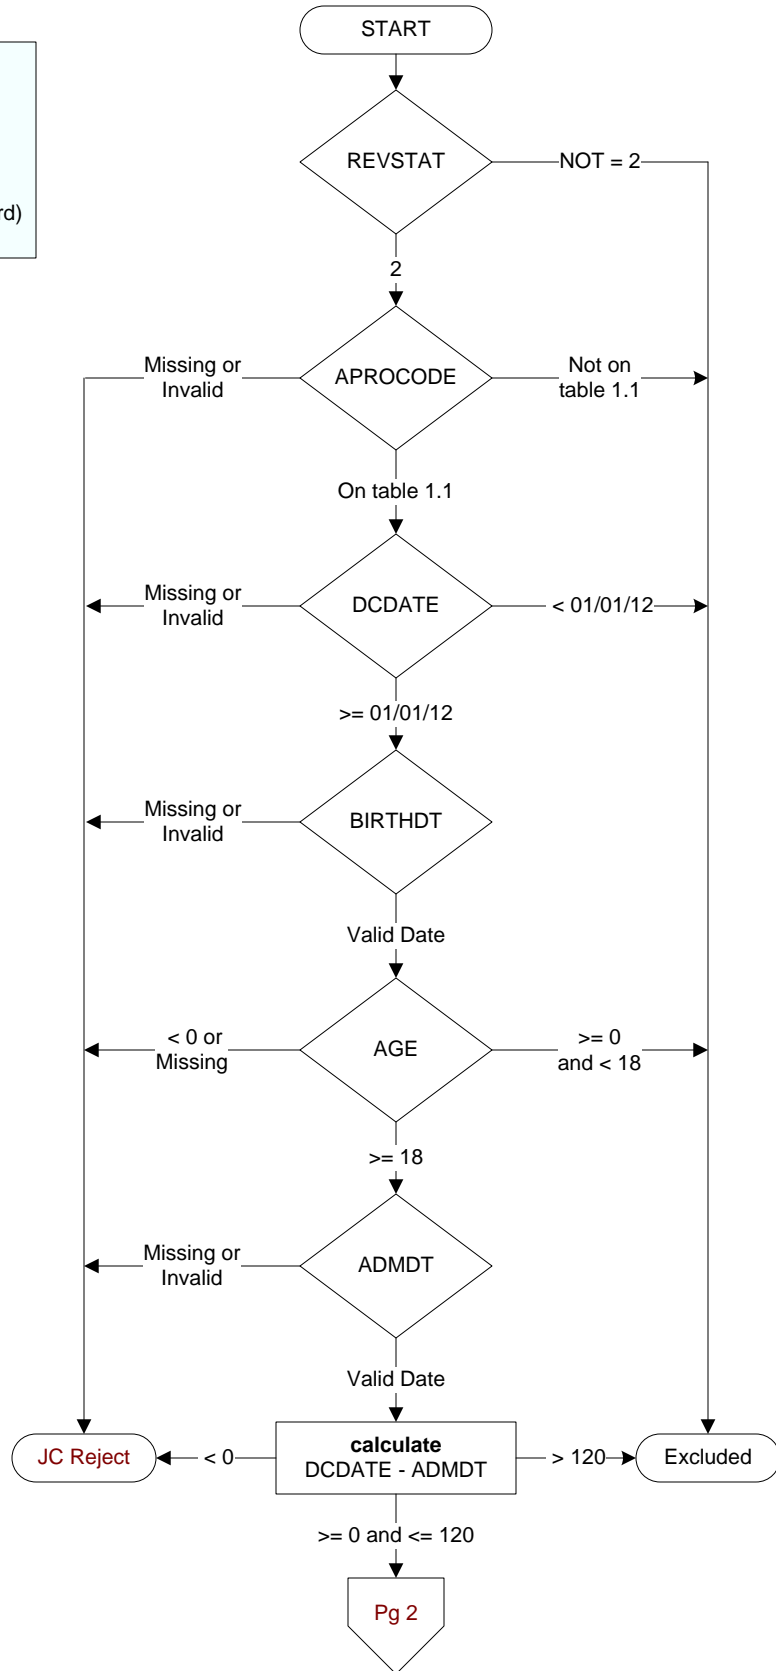 START
rd)
REVSTAT
NOT = 2
2
Missing or
Invalid
APROCODE
Not on
table 1.1
On table 1.1
Missing or
Invalid
DCDATE
< 01/01/12
>= 01/01/12
Missing or
Invalid
BIRTHDT
Valid Date
< 0 or
Missing
AGE
>= 0
and < 18
>= 18
Missing or
Invalid
ADMDT
Valid Date
JC Reject
< 0
calculate
DCDATE - ADMDT
> 120
Excluded
>= 0 and <= 120
Pg 2